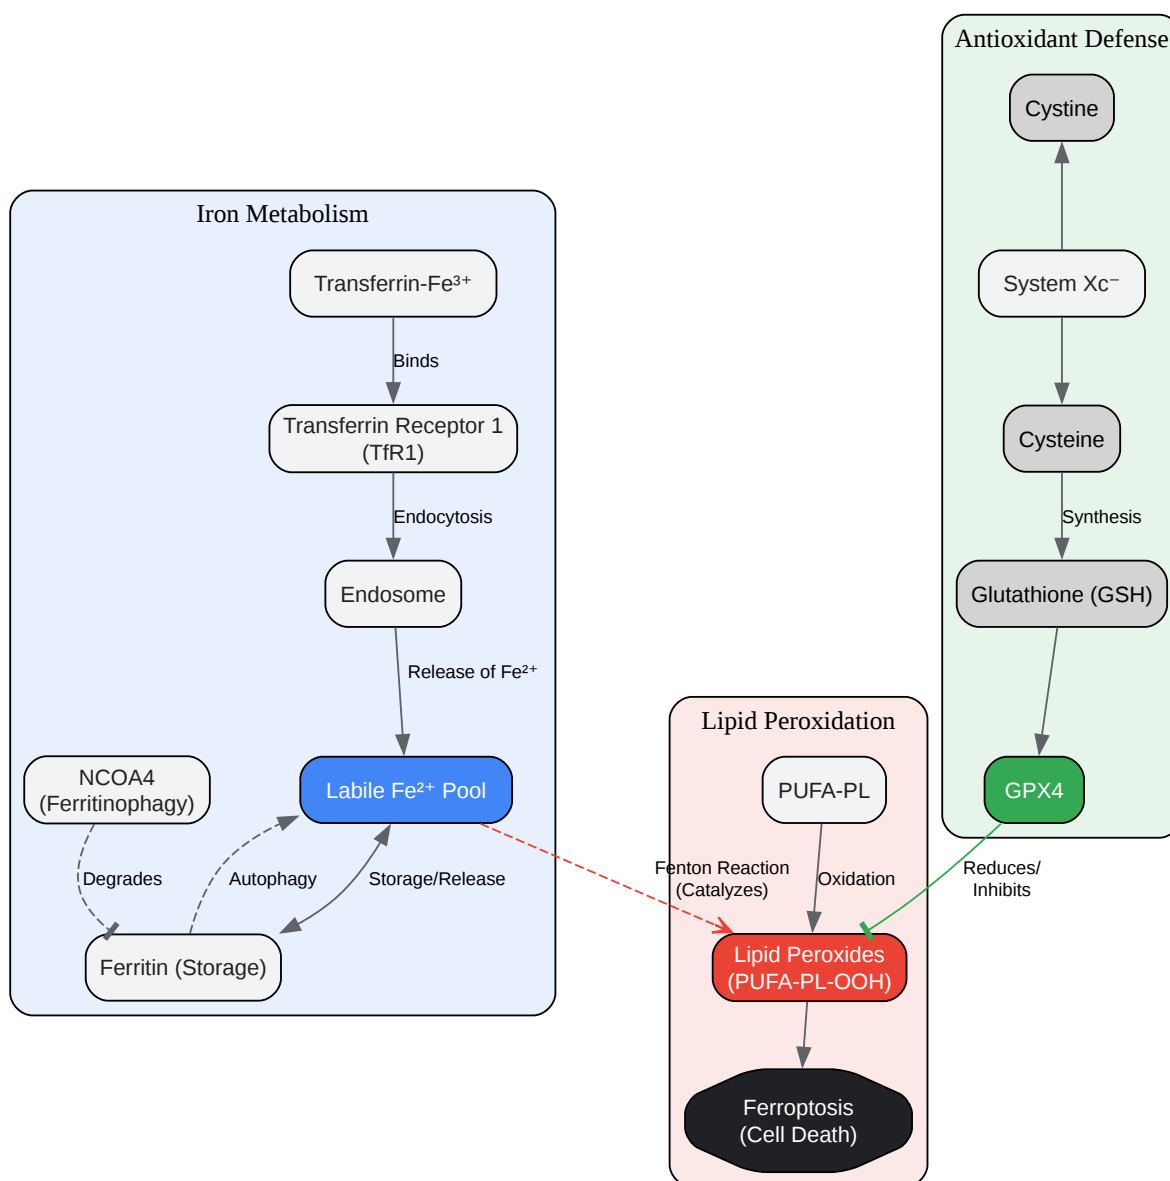 Antioxidant Defense
Cystine
System Xc⁻
Cysteine
Synthesis
Glutathione (GSH)
GPX4
Reduces/
Inhibits
Iron Metabolism
Transferrin-Fe³⁺
Binds
Transferrin Receptor 1
(TfR1)
Endocytosis
Endosome
Release of Fe²⁺
NCOA4
(Ferritinophagy)
Labile Fe²⁺ Pool
Degrades
Autophagy
Storage/Release
Ferritin (Storage)
Lipid Peroxidation
PUFA-PL
Fenton Reaction
(Catalyzes)
Oxidation
Lipid Peroxides
(PUFA-PL-OOH)
Ferroptosis
(Cell Death)